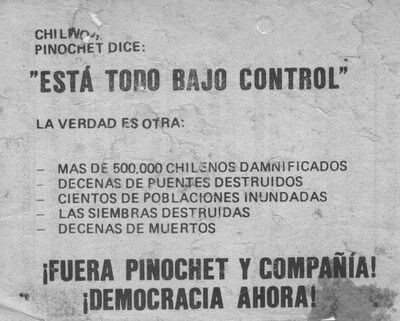 CHILENOS,
PINOCHET DICE:
"ESTÁ TODO BAJO CONTROL"
LA VERDAD ES OTRA:
— MAS DE 500.000 CHILENOS DAMNIFICADOS
— DECENAS DE PUENTES DESTRUIDOS
— CIENTOS DE POBLACIONES INUNDADAS
— LAS SIEMBRAS DESTRUIDAS
— DECENAS DE MUERTOS
¡FUERA PINOCHET Y COMPAÑÍA!
¡DEMOCRACIA AHORA!